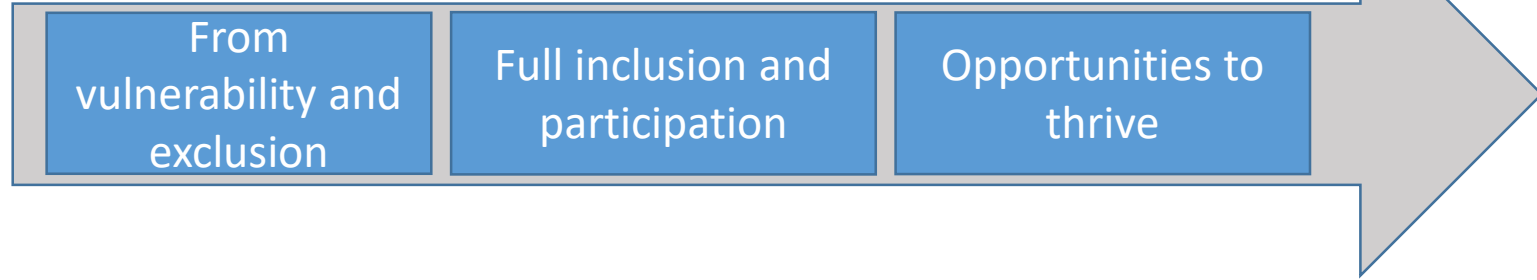 From
vulnerability and
exclusion
Full inclusion and
participation
Opportunities to
thrive